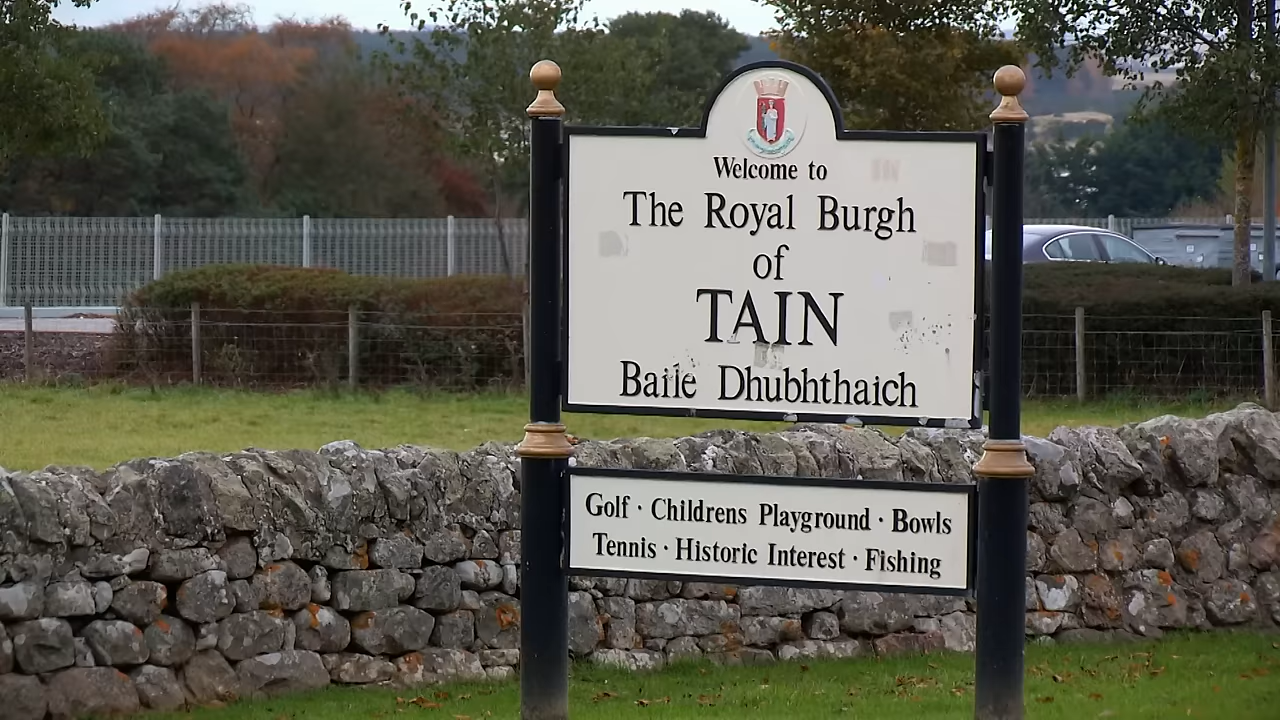 Welcome to
The Royal Burgh
of
TAIN
Baile Dhubhthaich
Golf · Childrens Playground · Bowls
Tennis · Historic Interest · Fishing